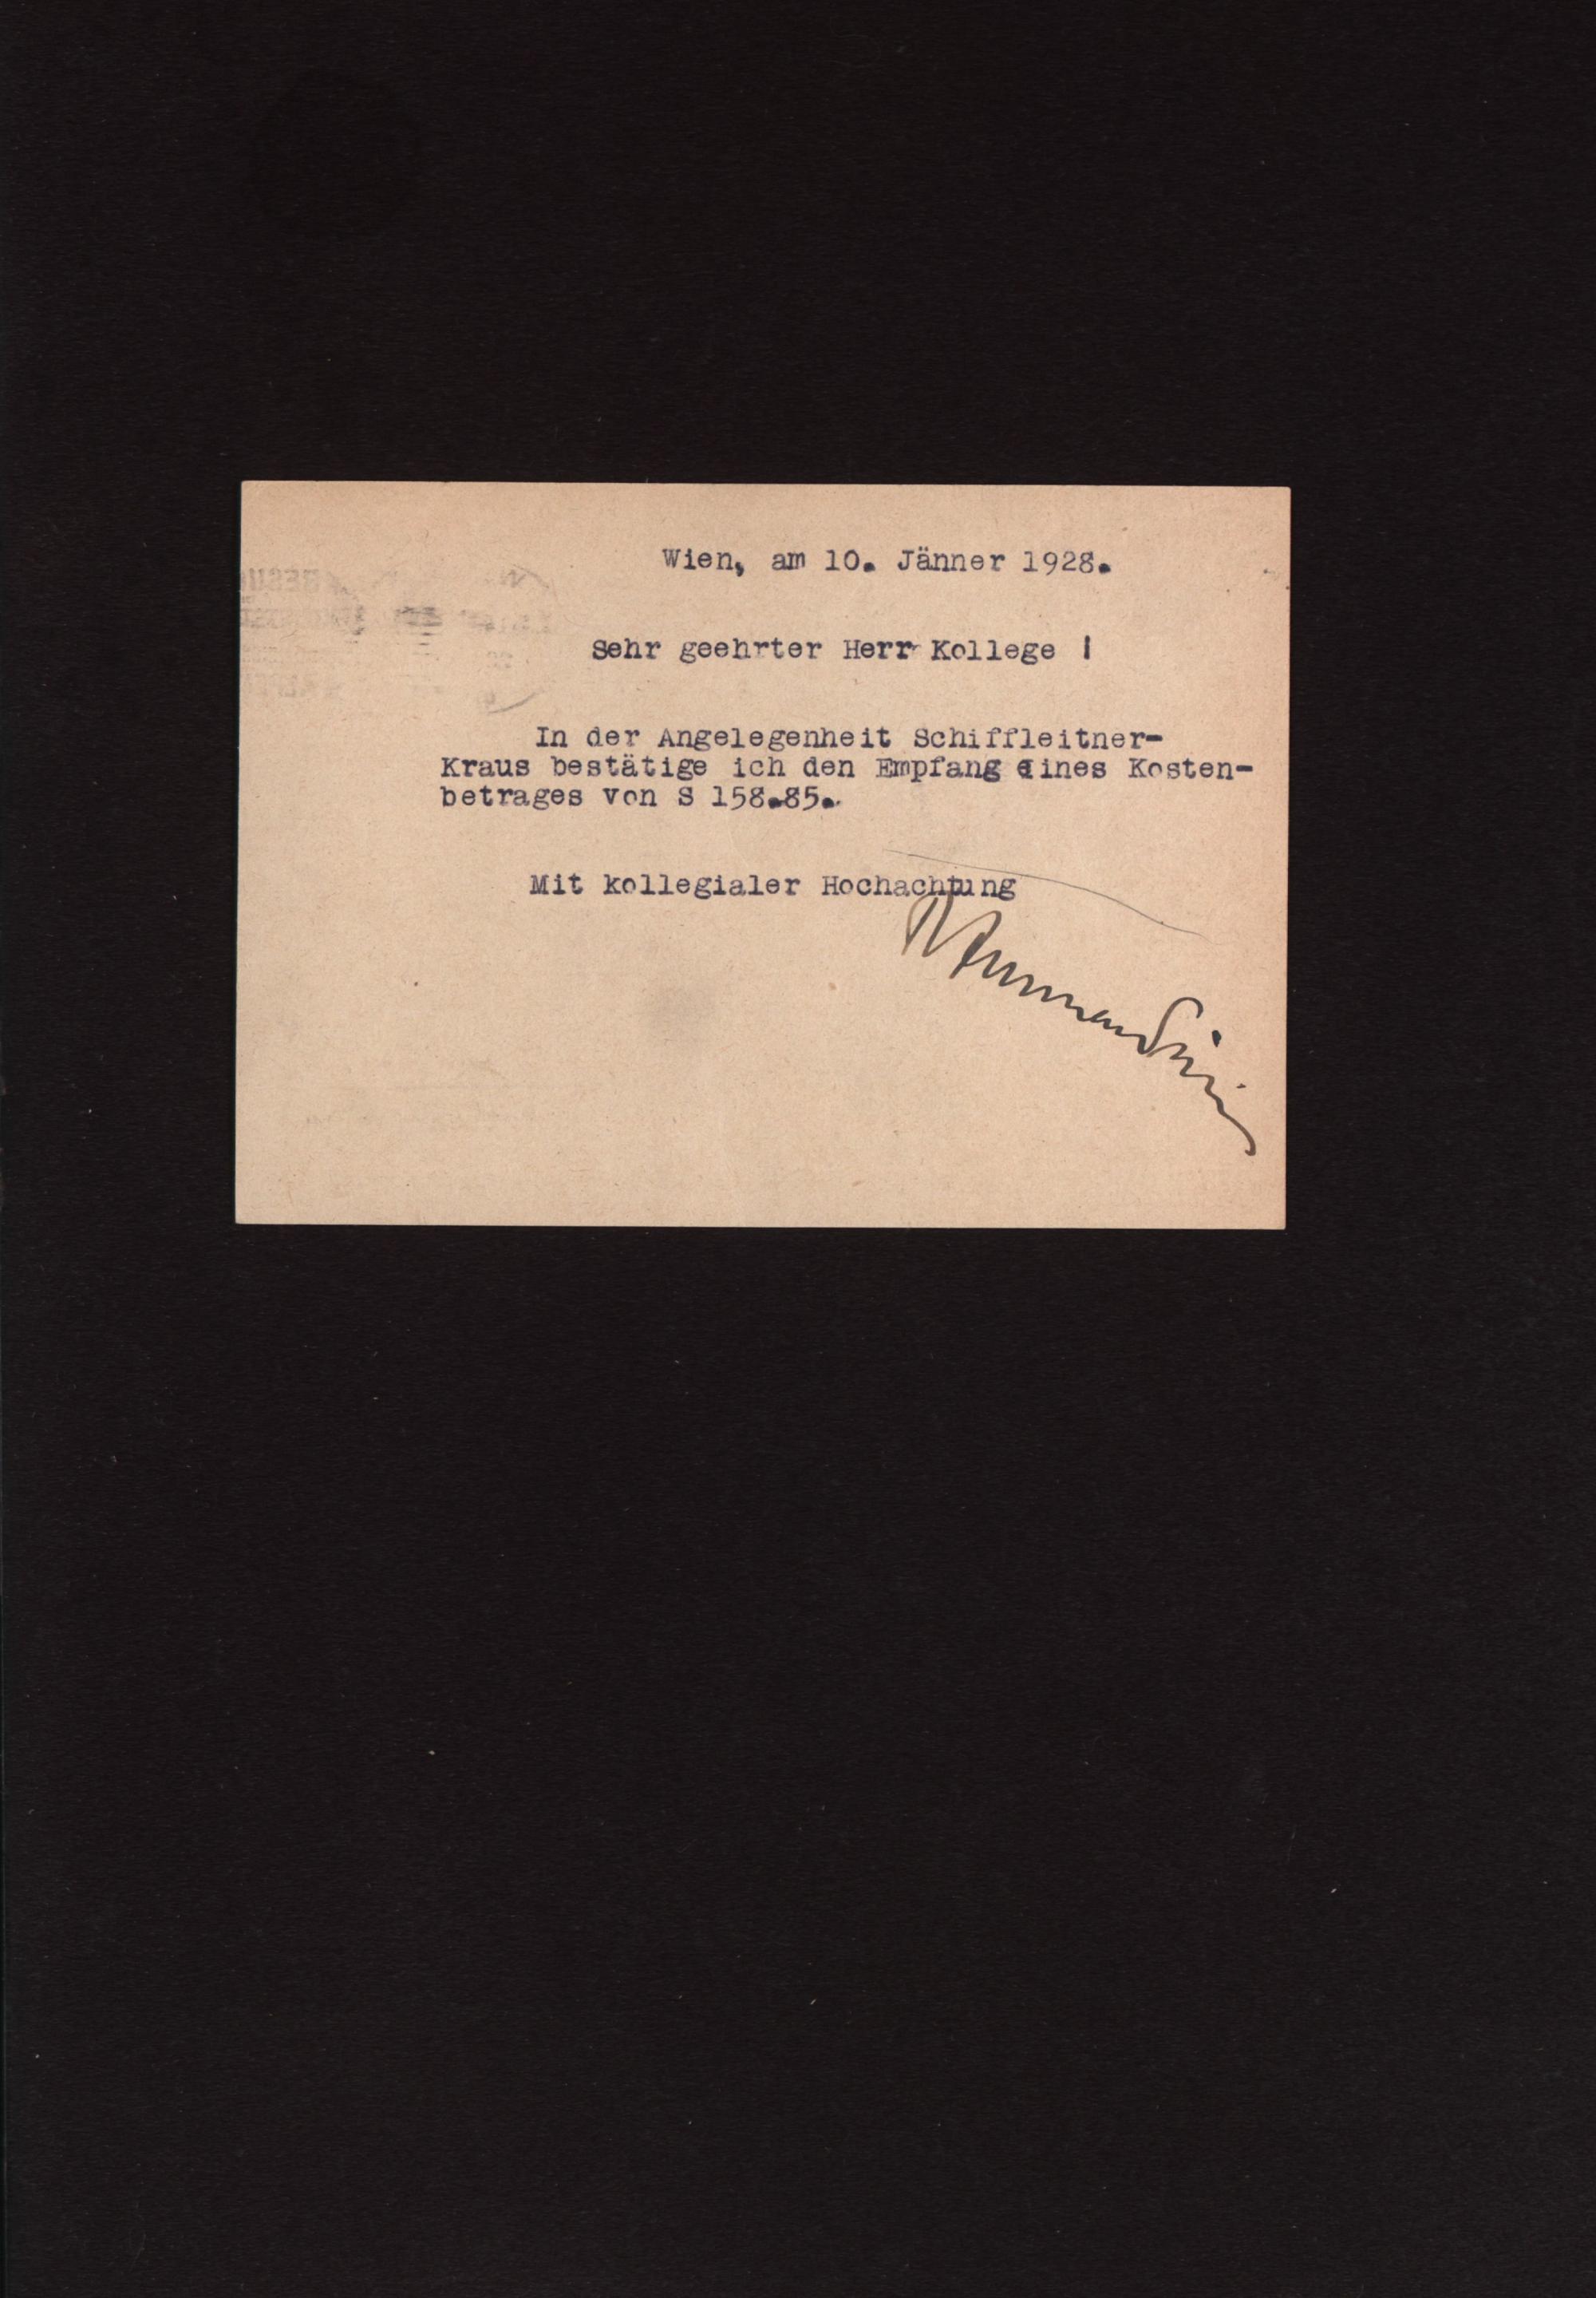 Wien, am 10. Jänner 1928.
Sehr geehrter Herr Kollege !
In der Angelegenheit Schiffleitner-
Kraus bestätige ich den Empfang eines Kosten-
betrages von S 158.85.
Mit kollegialer Hochachtung